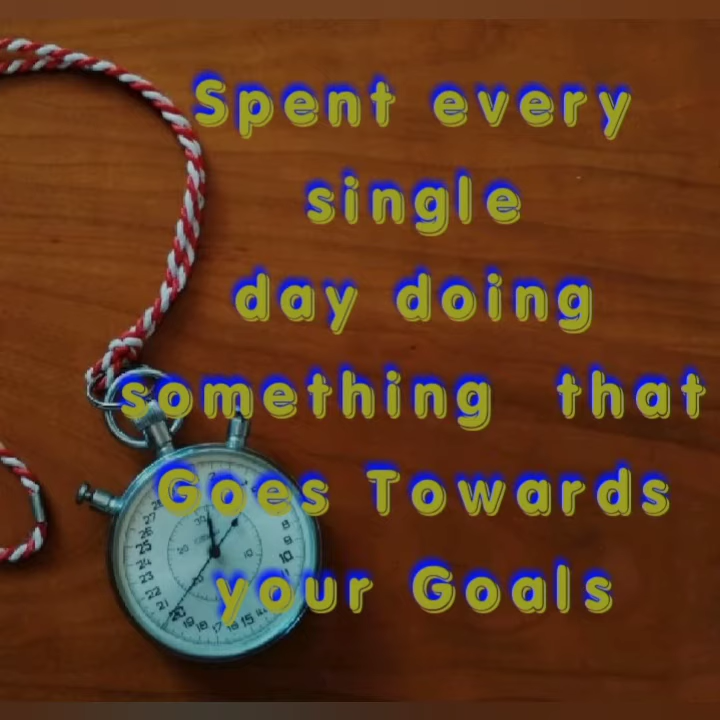 Spent every
single
day doing
something that
Goes Towards
your Goals